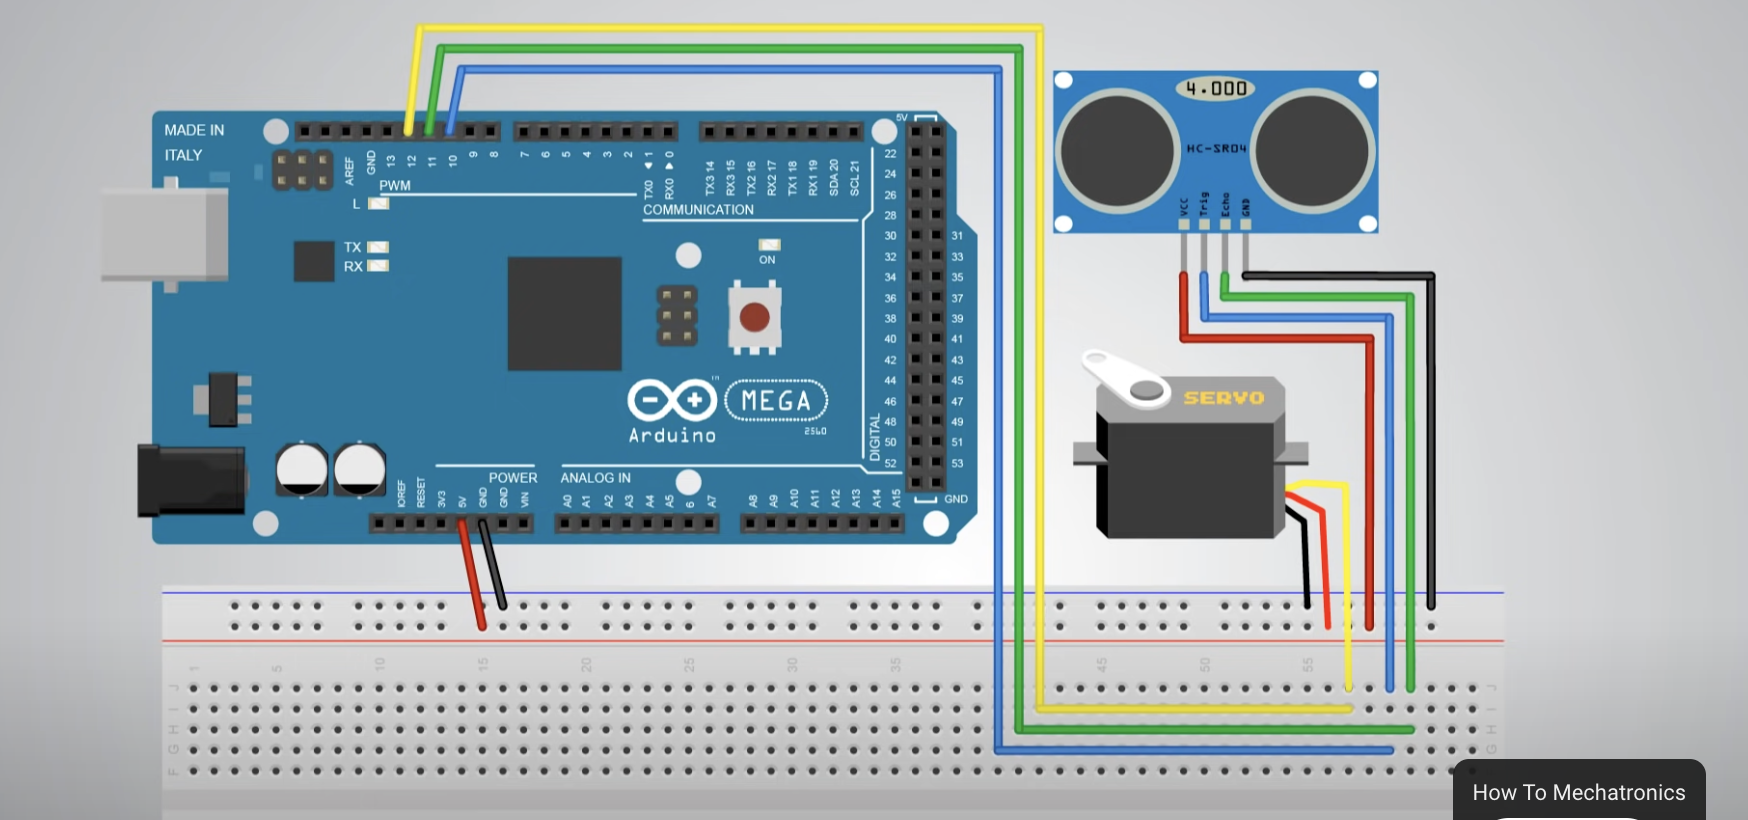 MADE IN
ITALY
AREF
GND
13
12
11
10
9
8
7
6
5
4
3
2
TX0 ◀ 1
RX0 ▶ 0
TX3 14
RX3 15
TX2 16
RX2 17
TX1 18
RX1 19
SDA 20
SCL 21
PWM
COMMUNICATION
L
TX
RX
ON
5V
22
24
26
28
30 31
32 33
34 35
36 37
38 39
40 41
42 43
44 45
46 47
48 49
50 51
52 53
GND
DIGITAL
Arduino
MEGA
2560
POWER
ANALOG IN
IOREF
RESET
3V3
5V
GND
GND
VIN
A0
A1
A2
A3
A4
A5
6
A7
A8
A9
A10
A11
A12
A13
A14
A15
4.000
HC-SR04
VCC
Trig
Echo
GND
SERVO
1 5 10 15 20 25 30 35 45 50 55
J J
I I
H
G G
F
How To Mechatronics